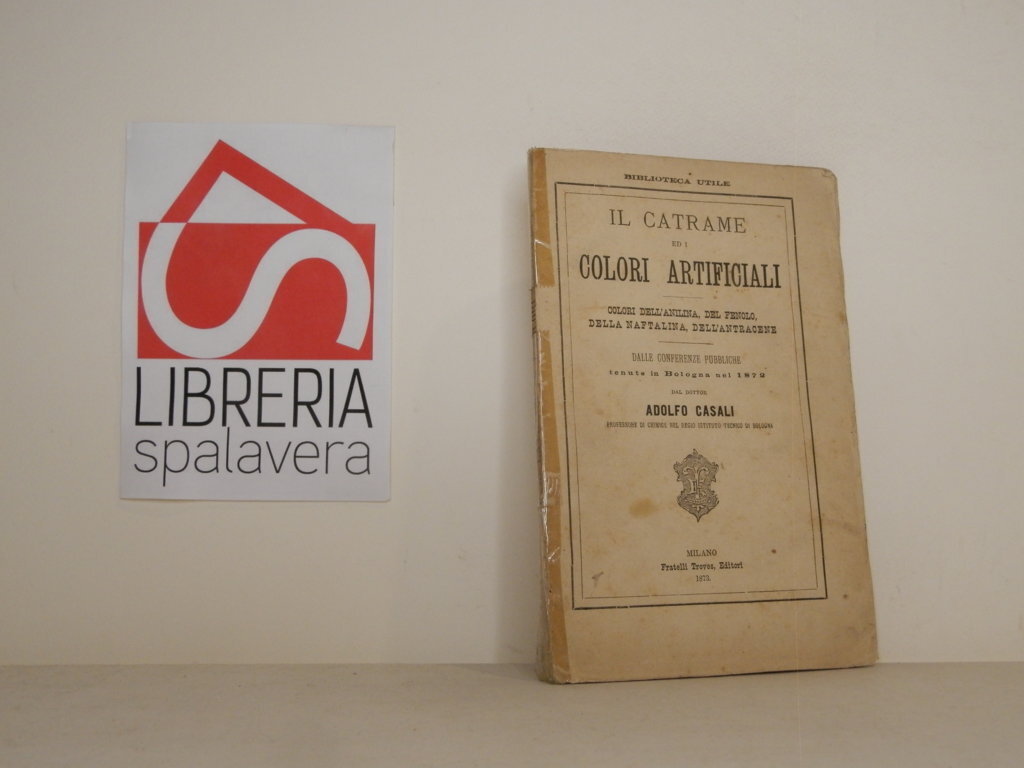 LIBRERIA
spalavera
BIBLIOTECA UTILE
IL CATRAME
ED I
COLORI ARTIFICIALI
COLORI DELL'ANILINA, DEL FENOLO,
DELLA NAFTALINA, DELL'ANTRACENE
DALLE CONFERENZE PUBBLICHE
tenute in Bologna nel 1872
DAL DOTTOR
ADOLFO CASALI
PROFESSORE DI CHIMICA NEL REGIO ISTITUTO TECNICO DI BOLOGNA
MILANO
Fratelli Treves, Editori
1873.